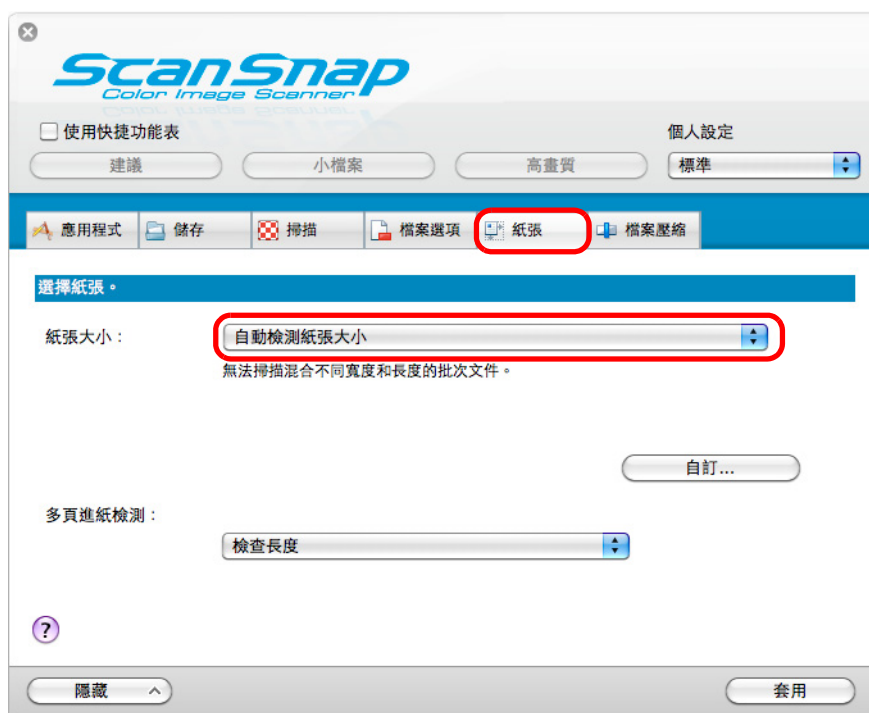 ScanSnap
Color Image Scanner
使用快捷功能表
個人設定
建議
小檔案
高畫質
標準
應用程式
儲存
掃描
檔案選項
紙張
檔案壓縮
選擇紙張。
紙張大小：
自動檢測紙張大小
無法掃描混合不同寬度和長度的批次文件。
自訂...
多頁進紙檢測：
檢查長度
?
隱藏
套用